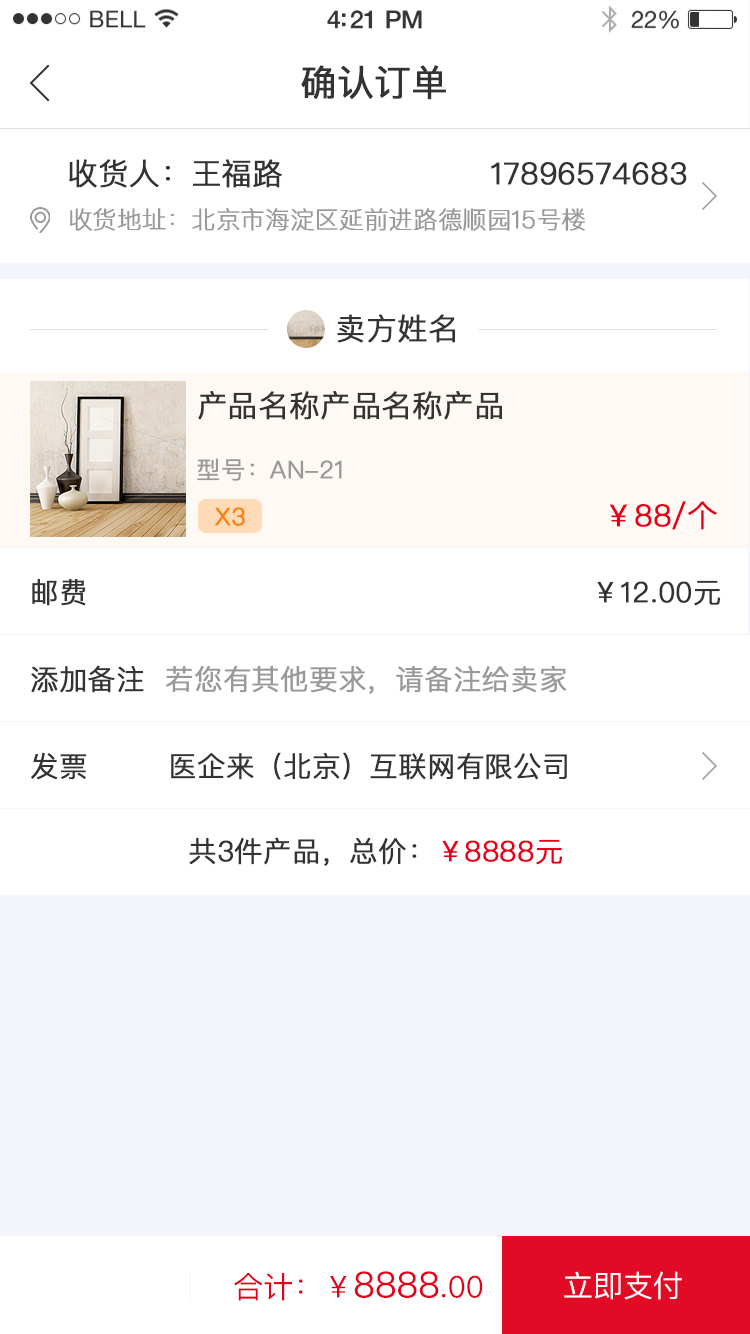 BELL 4:21 PM 22%
确认订单
收货人：王福路 17896574683
收货地址：北京市海淀区延前进路德顺园15号楼
卖方姓名
产品名称产品名称产品
型号：AN-21
X3 ￥88/个
邮费 ￥12.00元
添加备注 若您有其他要求，请备注给卖家
发票 医企来（北京）互联网有限公司
共3件产品，总价：￥8888元
合计：￥8888.00 立即支付